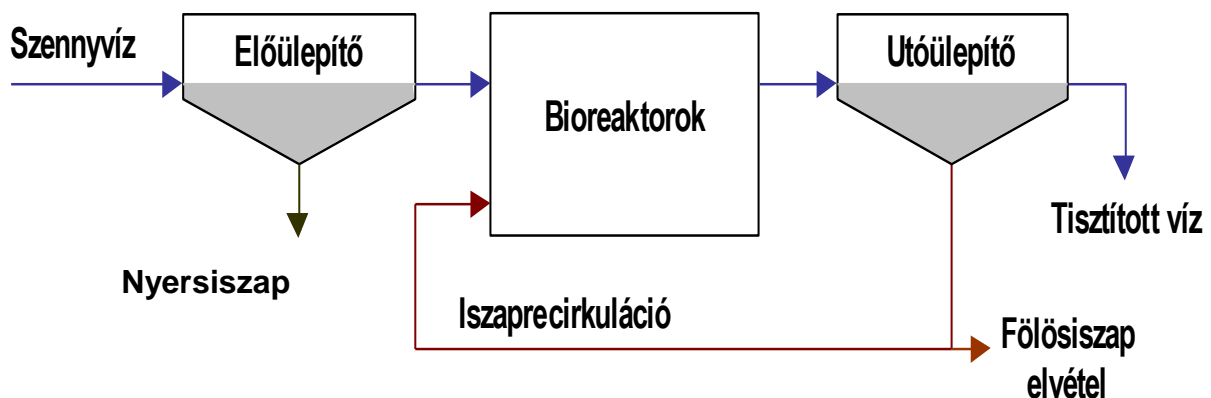 Szennyvíz
Előülepítő
Utóülepítő
Bioreaktorok
Tisztított víz
Nyersiszap
Iszaprecirkuláció
Fölösiszap
elvétel